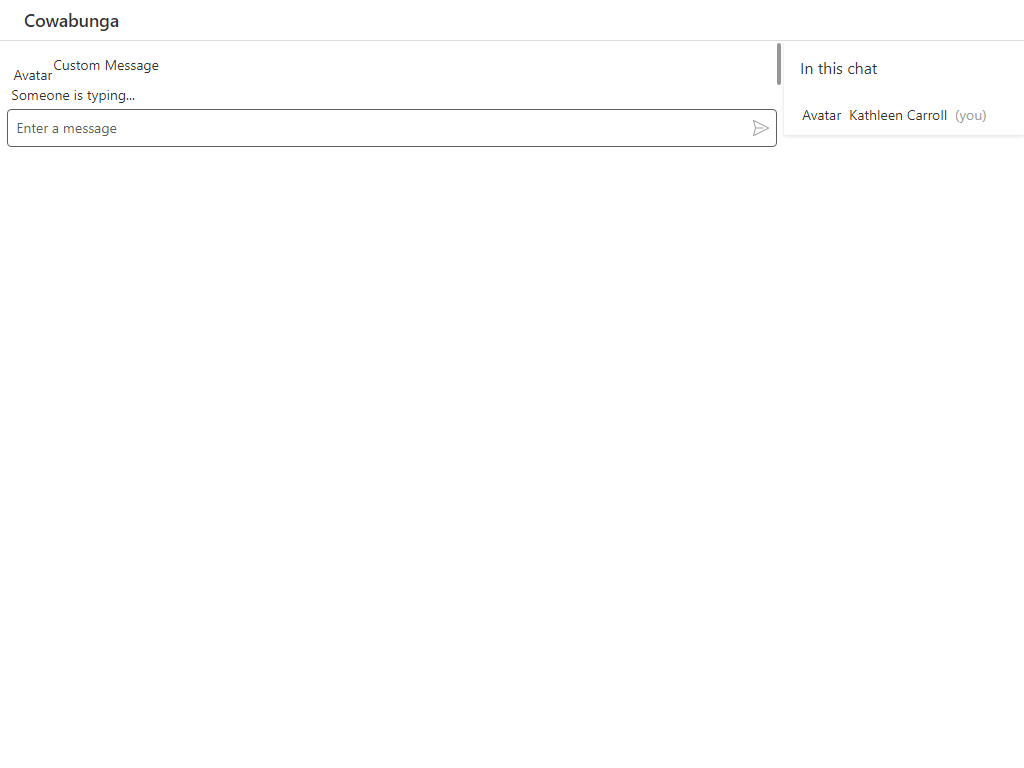 Cowabunga
Custom Message
Avatar
Someone is typing...
Enter a message
In this chat
Avatar Kathleen Carroll (you)